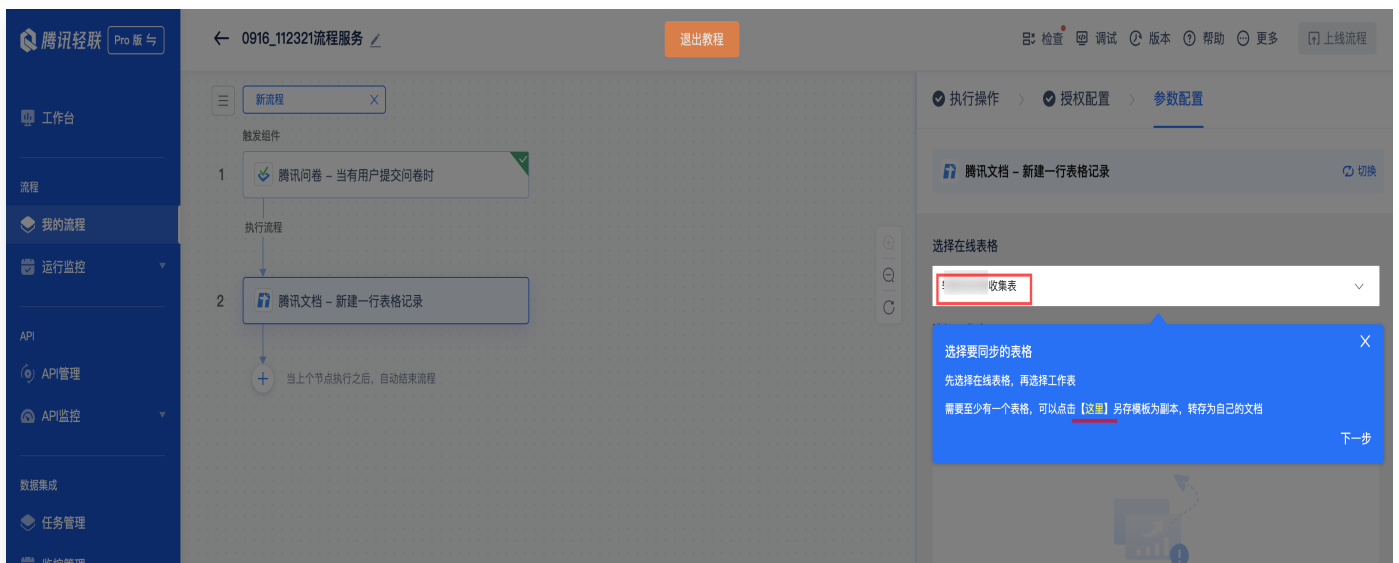 腾讯轻联 Pro 版
0916_112321流程服务
退出教程
检查 调试 版本 帮助 更多 上线流程
工作台
流程
我的流程
运行监控
API
API管理
API监控
数据集成
任务管理
新流程
触发组件
1 腾讯问卷 – 当有用户提交问卷时
执行流程
2 腾讯文档 – 新建一行表格记录
当上个节点执行之后，自动结束流程
执行操作 授权配置 参数配置
腾讯文档 – 新建一行表格记录 切换
选择在线表格
收集表
选择要同步的表格
先选择在线表格，再选择工作表
需要至少有一个表格，可以点击【这里】另存模板为副本，转存为自己的文档
下一步